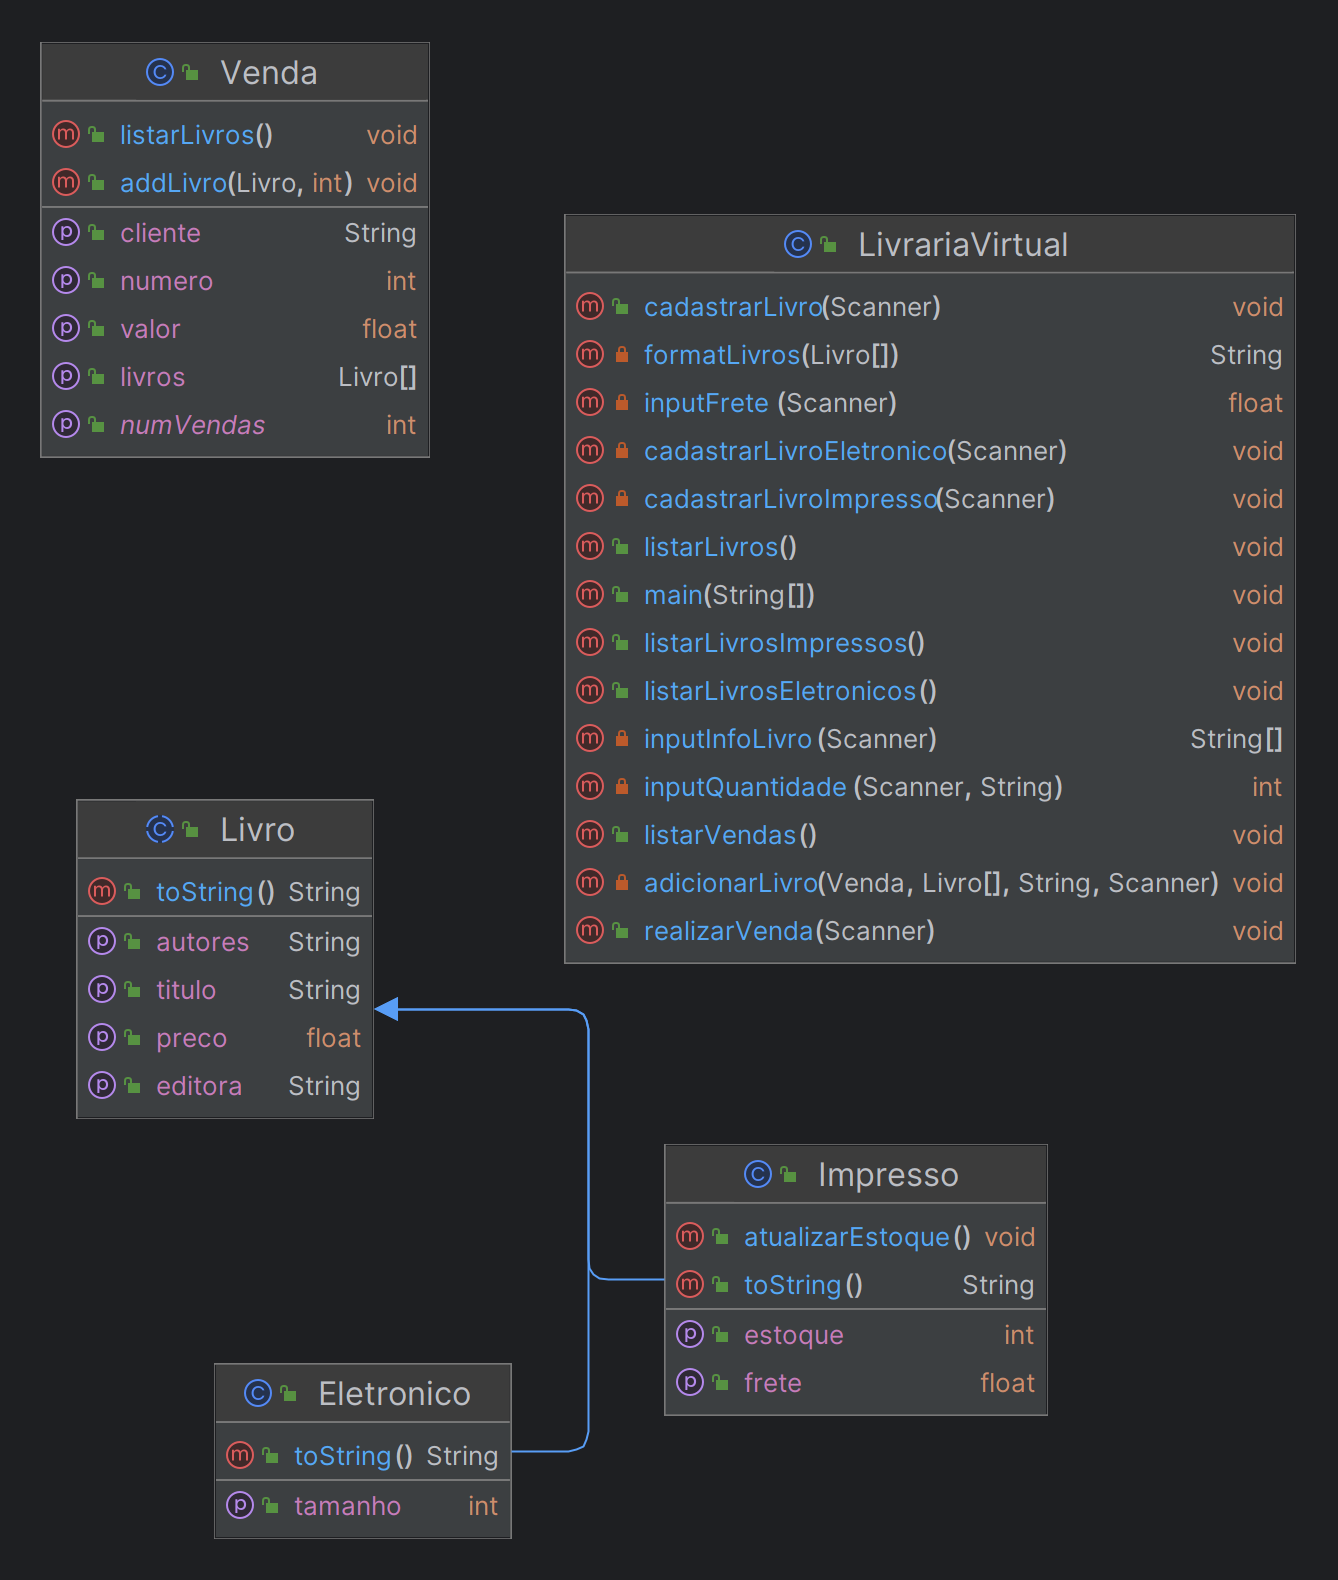 Venda
listarLivros() void
addLivro(Livro, int) void
cliente String
numero int
valor float
livros Livro[]
numVendas int
LivrariaVirtual
cadastrarLivro(Scanner) void
formatLivros(Livro[]) String
inputFrete (Scanner) float
cadastrarLivroEletronico(Scanner) void
cadastrarLivroImpresso(Scanner) void
listarLivros() void
main(String[]) void
listarLivrosImpressos() void
listarLivrosEletronicos() void
inputInfoLivro (Scanner) String[]
inputQuantidade (Scanner, String) int
listarVendas() void
adicionarLivro(Venda, Livro[], String, Scanner) void
realizarVenda(Scanner) void
Livro
toString() String
autores String
titulo String
preco float
editora String
Impresso
atualizarEstoque() void
toString() String
estoque int
frete float
Eletronico
toString() String
tamanho int